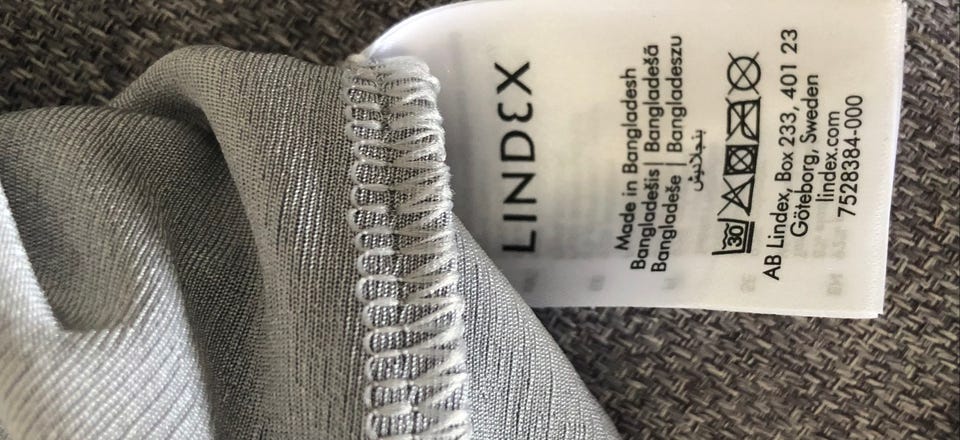 LINDEX
Made in Bangladesh
Bangladešis | Bangladešā
Bangladeše | Bangladeszu
بنجلاديش
30
AB Lindex, Box 233, 401 23
Göteborg, Sweden
lindex.com
7528384-000